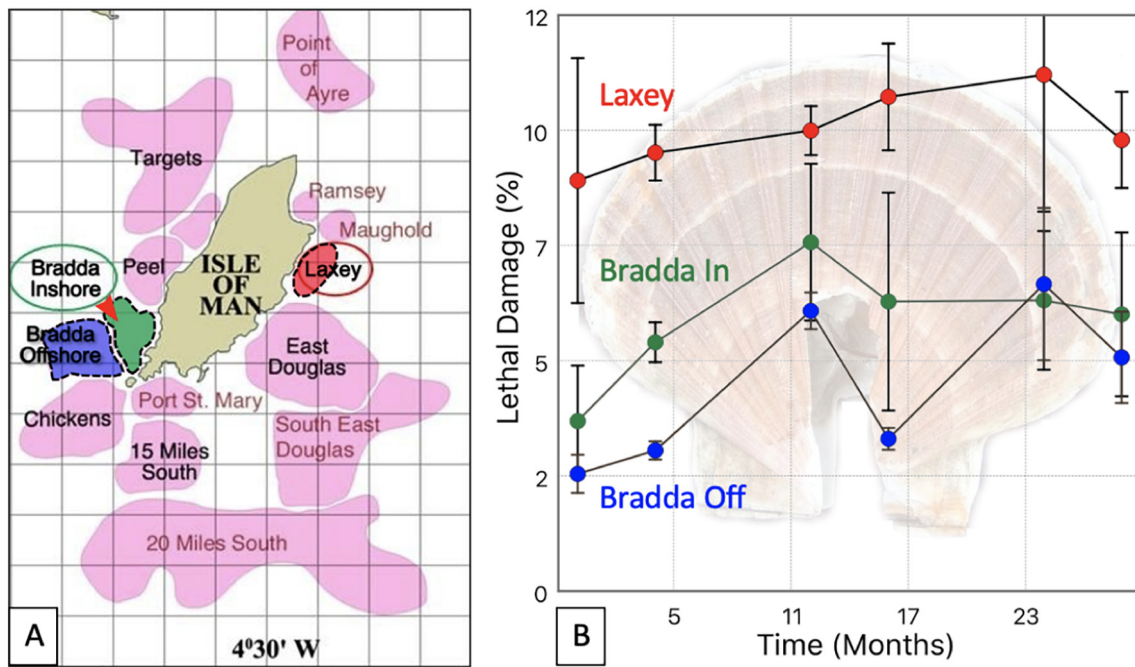 Point
of
Ayre
Targets
Ramsey
Maughold
Bradda
Inshore
Peel
ISLE
OF
MAN
Laxey
Bradda
Offshore
East
Douglas
Chickens
Port St. Mary
South East
Douglas
15 Miles
South
20 Miles South
A
4⁰30' W
Lethal Damage (%)
12
10
7
5
2
0
Laxey
Bradda In
Bradda Off
5
11
17
23
B
Time (Months)